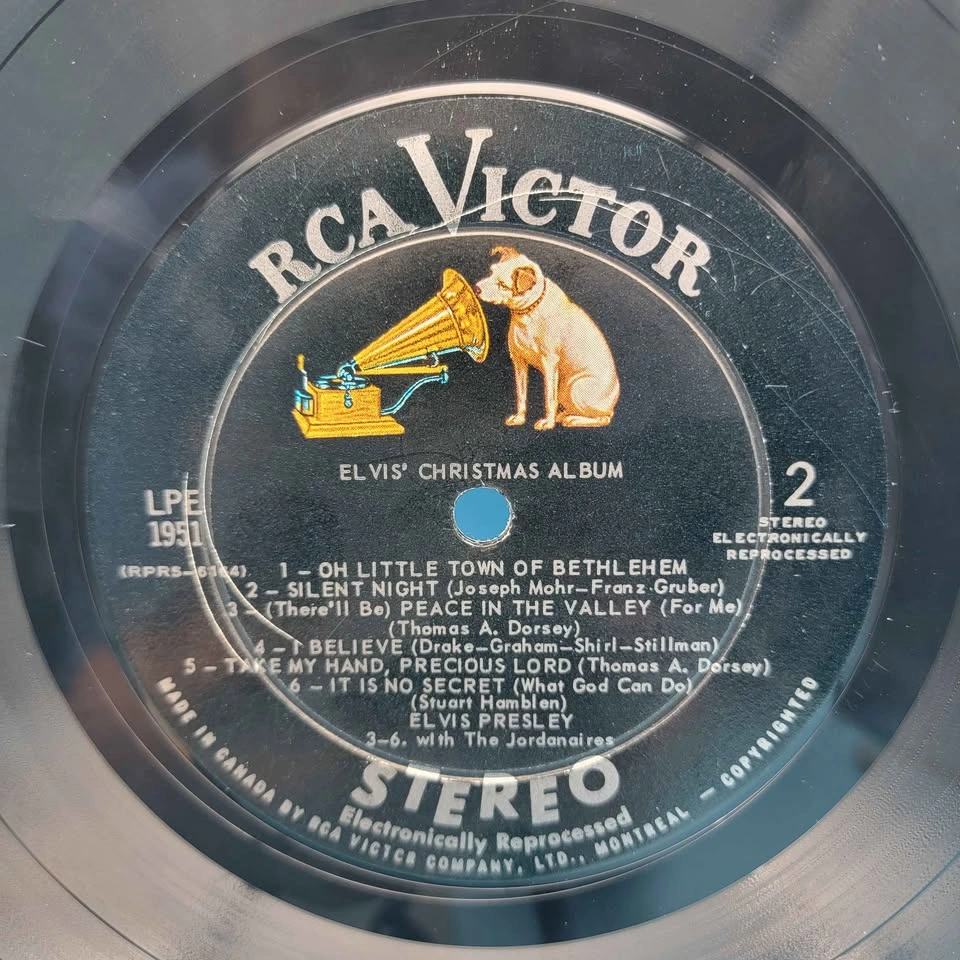 RCA VICTOR
ELVIS' CHRISTMAS ALBUM
LPE
1951
(RPRS-6164)
2
STEREO
ELECTRONICALLY
REPROCESSED
1 – OH LITTLE TOWN OF BETHLEHEM
2 – SILENT NIGHT (Joseph Mohr–Franz Gruber)
3 – (There'll Be) PEACE IN THE VALLEY (For Me)
(Thomas A. Dorsey)
4 – I BELIEVE (Drake–Graham–Shirl–Stillman)
5 – TAKE MY HAND, PRECIOUS LORD (Thomas A. Dorsey)
6 – IT IS NO SECRET (What God Can Do)
(Stuart Hamblen)
ELVIS PRESLEY
3–6. with The Jordanaires
STEREO
Electronically Reprocessed
MADE IN CANADA BY RCA VICTOR COMPANY, LTD., MONTREAL – COPYRIGHTED